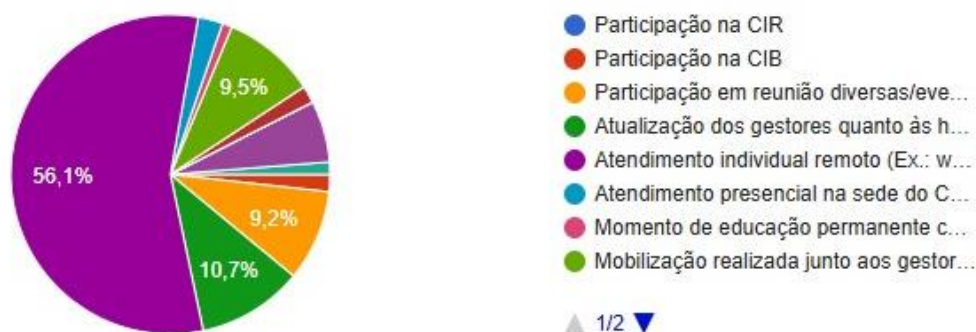 9,5%
56,1%
9,2%
10,7%
Participação na CIR
Participação na CIB
Participação em reunião diversas/eve...
Atualização dos gestores quanto às h...
Atendimento individual remoto (Ex.: w...
Atendimento presencial na sede do C...
Momento de educação permanente c...
Mobilização realizada junto aos gestor...
1/2